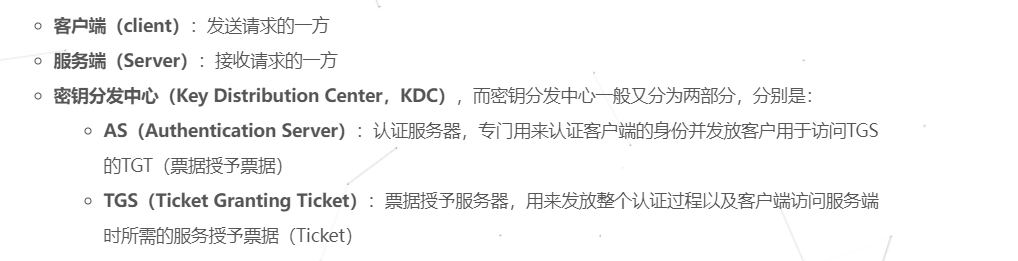 客户端（client）：发送请求的一方
服务端（Server）：接收请求的一方
密钥分发中心（Key Distribution Center，KDC），而密钥分发中心一般又分为两部分，分别是：
AS（Authentication Server）：认证服务器，专门用来认证客户端的身份并发放客户用于访问TGS
的TGT（票据授予票据）
TGS（Ticket Granting Ticket）：票据授予服务器，用来发放整个认证过程以及客户端访问服务端
时所需的服务授予票据（Ticket）